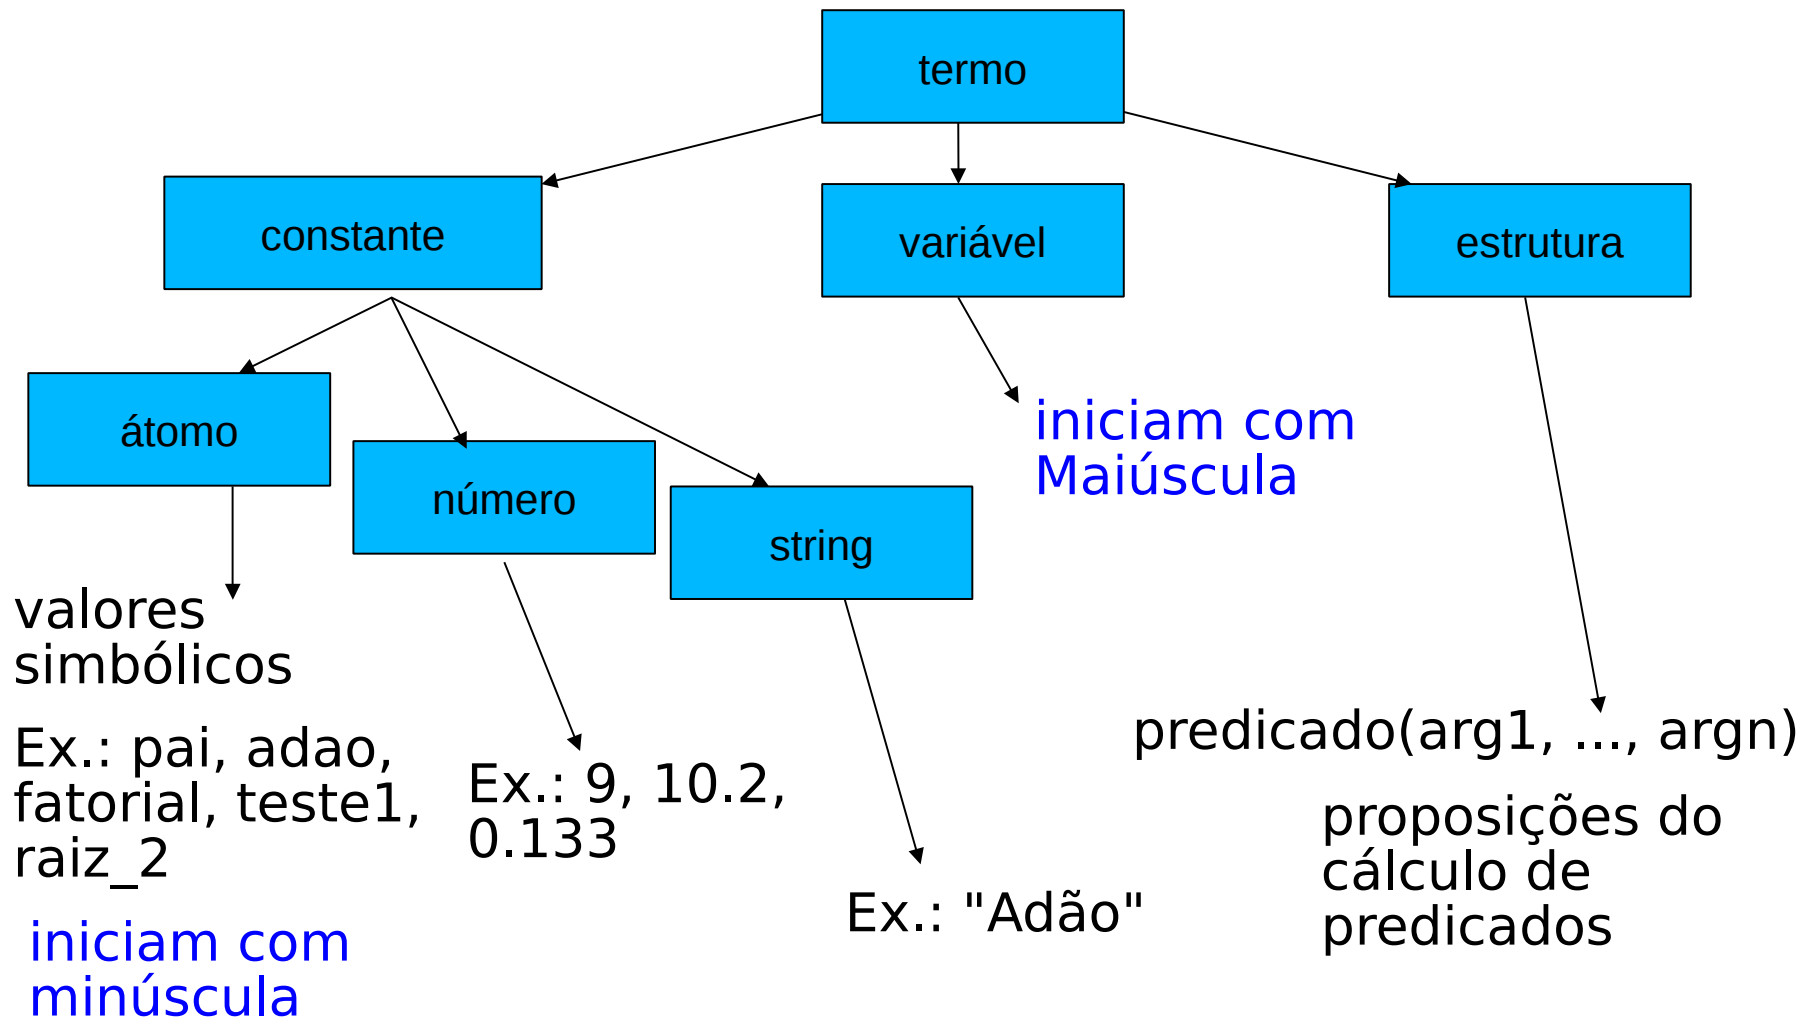 termo
constante
variável
estrutura
átomo
número
string
iniciam com
Maiúscula
valores
simbólicos
Ex.: pai, adao,
fatorial, teste1,
raiz_2
iniciam com
minúscula
Ex.: 9, 10.2,
0.133
Ex.: "Adão"
predicado(arg1, ..., argn)
proposições do
cálculo de
predicados